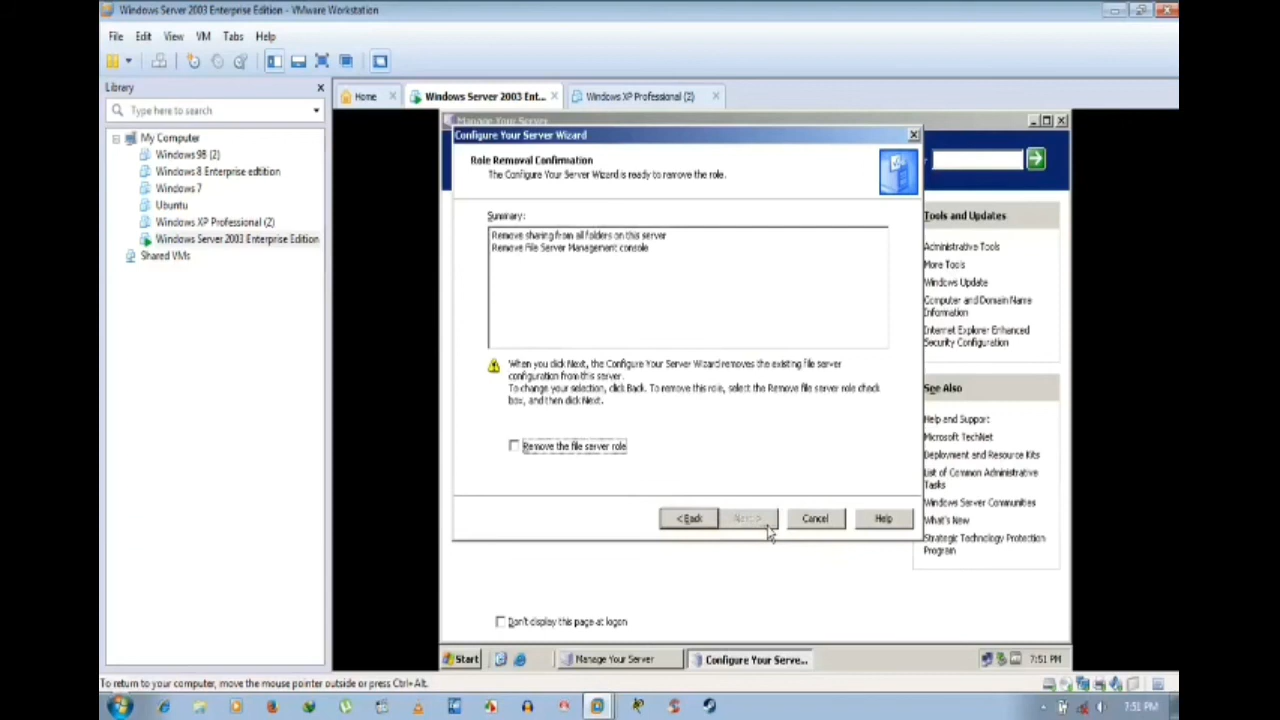 Windows Server 2003 Enterprise Edition - VMware Workstation
File Edit View VM Tabs Help
Library
Type here to search
My Computer
Windows 98 (2)
Windows 8 Enterprise edtition
Windows 7
Ubuntu
Windows XP Professional (2)
Windows Server 2003 Enterprise Edition
Shared VMs
Home
Windows Server 2003 Ent...
Windows XP Professional (2)
Manage Your Server
Configure Your Server Wizard
Role Removal Confirmation
The Configure Your Server Wizard is ready to remove the role.
Summary:
Remove sharing from all folders on this server
Remove File Server Management console
When you click Next, the Configure Your Server Wizard removes the existing file server
configuration from this server.
To change your selection, click Back. To remove this role, select the Remove file server role check
box, and then click Next.
Remove the file server role
< Back
Next >
Cancel
Help
Tools and Updates
Administrative Tools
More Tools
Windows Update
Computer and Domain Name
Information
Internet Explorer Enhanced
Security Configuration
See Also
Help and Support
Microsoft TechNet
Deployment and Resource Kits
List of Common Administrative
Tasks
Windows Server Communities
What's New
Strategic Technology Protection
Program
Don't display this page at logon
Start
Manage Your Server
Configure Your Serve...
7:51 PM
To return to your computer, move the mouse pointer outside or press Ctrl+Alt.
7:51 PM